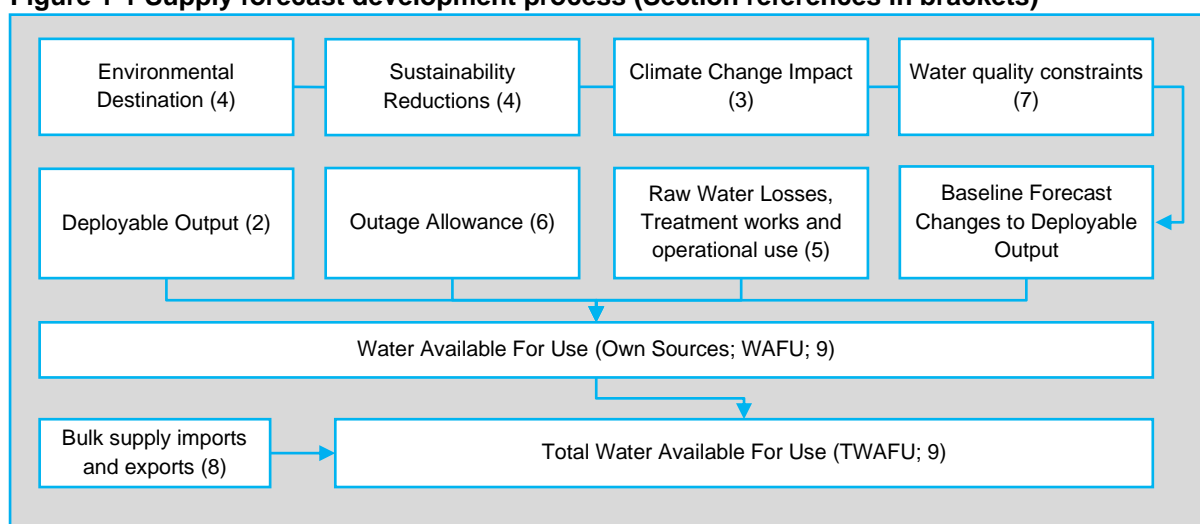 Figure 1-1 Supply forecast development process (Section references in brackets)
Environmental
Destination (4)
Sustainability
Reductions (4)
Climate Change Impact
(3)
Water quality constraints
(7)
Deployable Output (2)
Outage Allowance (6)
Raw Water Losses,
Treatment works and
operational use (5)
Baseline Forecast
Changes to Deployable
Output
Water Available For Use (Own Sources; WAFU; 9)
Bulk supply imports
and exports (8)
Total Water Available For Use (TWAFU; 9)